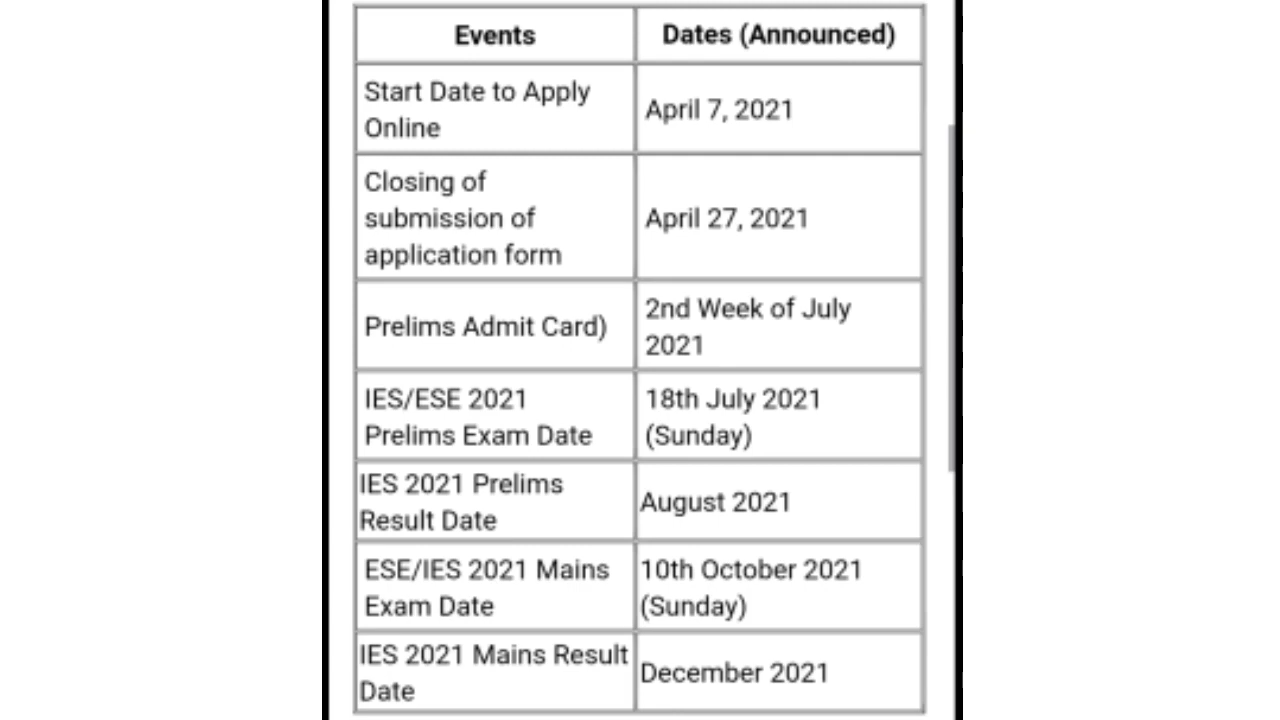 Events
Dates (Announced)
Start Date to Apply
Online
April 7, 2021
Closing of
submission of
application form
April 27, 2021
Prelims Admit Card)
2nd Week of July
2021
IES/ESE 2021
Prelims Exam Date
18th July 2021
(Sunday)
IES 2021 Prelims
Result Date
August 2021
ESE/IES 2021 Mains
Exam Date
10th October 2021
(Sunday)
IES 2021 Mains Result
Date
December 2021